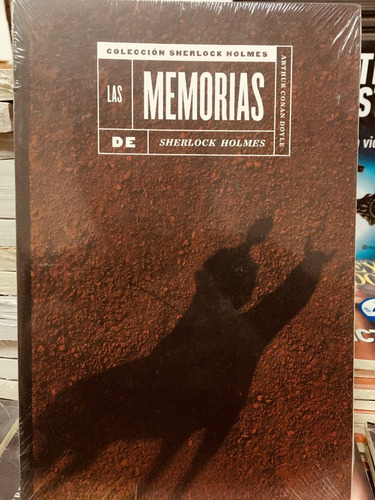 COLECCIÓN SHERLOCK HOLMES
LAS
MEMORIAS
DE
SHERLOCK HOLMES
ARTHUR CONAN DOYLE